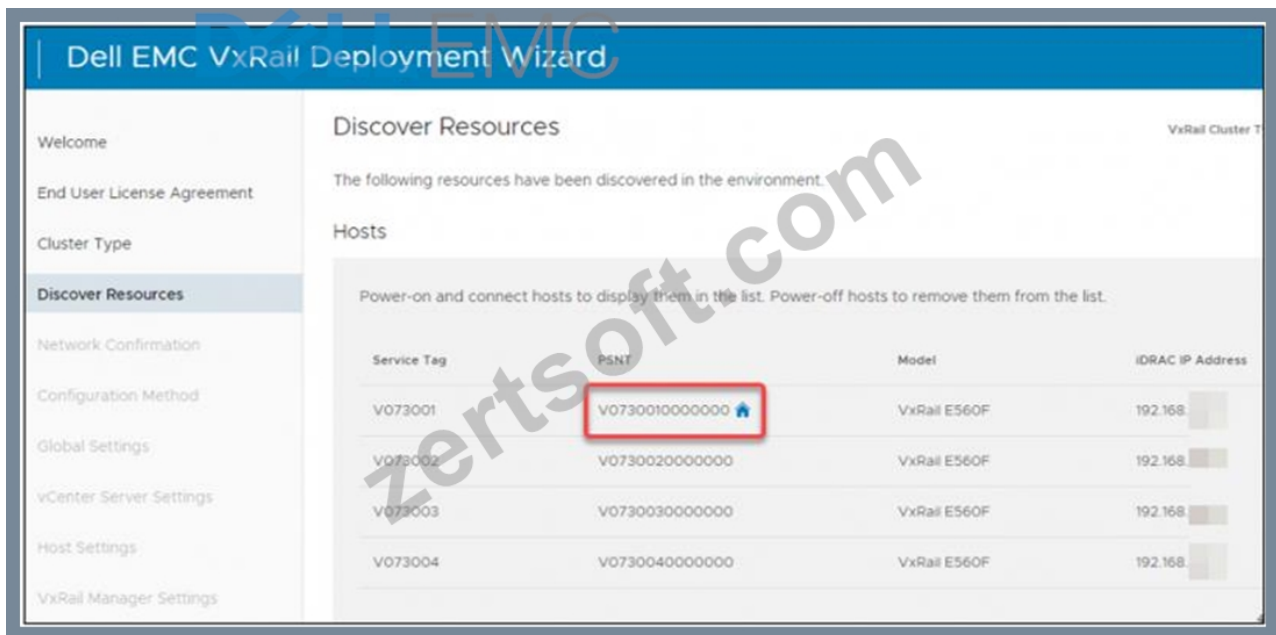 DELL EMC
Dell EMC VxRail Deployment Wizard
Welcome
End User License Agreement
Cluster Type
Discover Resources
Network Confirmation
Configuration Method
Global Settings
vCenter Server Settings
Host Settings
VxRail Manager Settings
Discover Resources
VxRail Cluster T
The following resources have been discovered in the environment.
Hosts
Power-on and connect hosts to display them in the list. Power-off hosts to remove them from the list.
Service Tag PSNT Model iDRAC IP Address
V073001 V0730010000000 VxRail E560F 192.168.
V073002 V0730020000000 VxRail E560F 192.168.
V073003 V0730030000000 VxRail E560F 192.168.
V073004 V0730040000000 VxRail E560F 192.168.
zertsoft.com